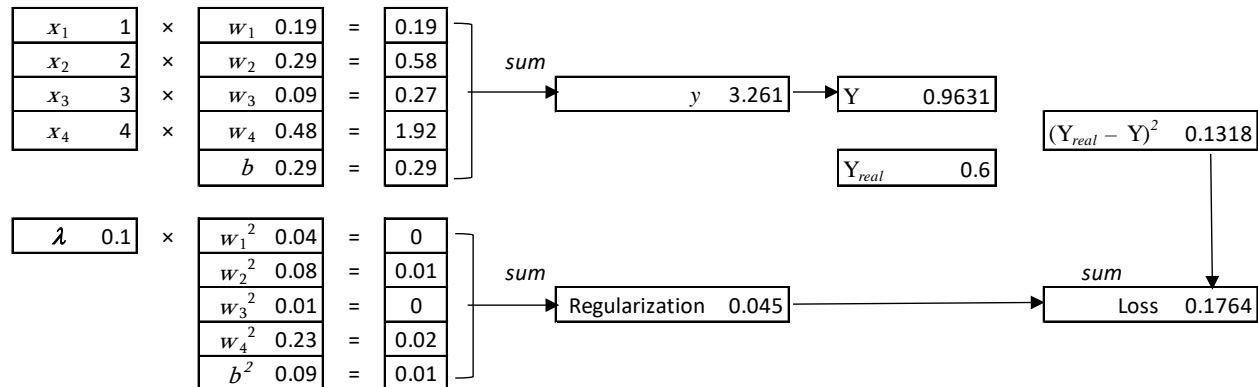 x₁ 1 × w₁ 0.19 = 0.19
x₂ 2 × w₂ 0.29 = 0.58
sum
x₃ 3 × w₃ 0.09 = 0.27
y 3.261
Y 0.9631
x₄ 4 × w₄ 0.48 = 1.92
(Y_real − Y)² 0.1318
b 0.29 = 0.29
Y_real 0.6
λ 0.1 × w₁² 0.04 = 0
w₂² 0.08 = 0.01
sum
sum
w₃² 0.01 = 0
Regularization 0.045
Loss 0.1764
w₄² 0.23 = 0.02
b² 0.09 = 0.01